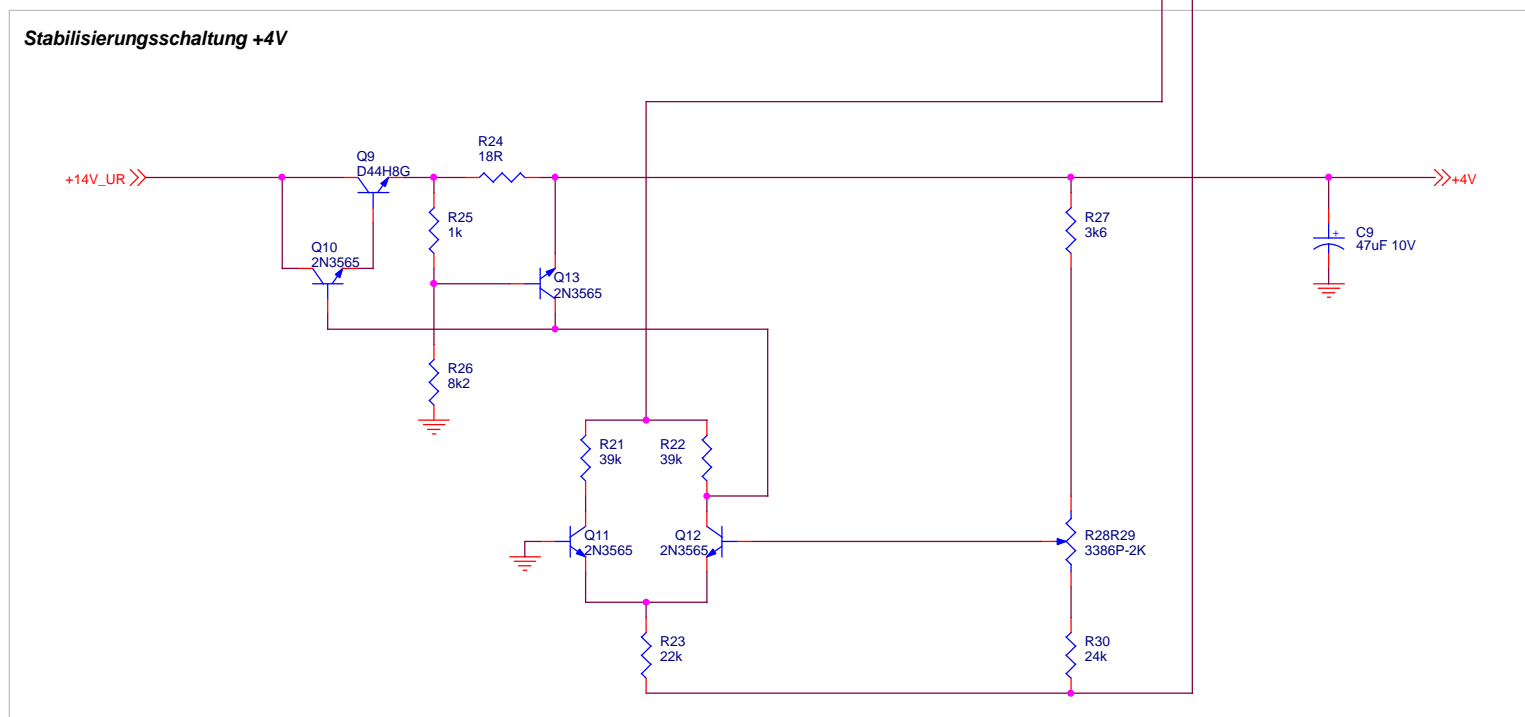 Stabilisierungsschaltung +4V
R24
18R
Q9
D44H8G
+14V_UR
+4V
R25
1k
R27
3k6
C9
47uF 10V
+
Q10
2N3565
Q13
2N3565
R26
8k2
R21
39k
R22
39k
Q11
2N3565
Q12
2N3565
R28R29
3386P-2K
R23
22k
R30
24k